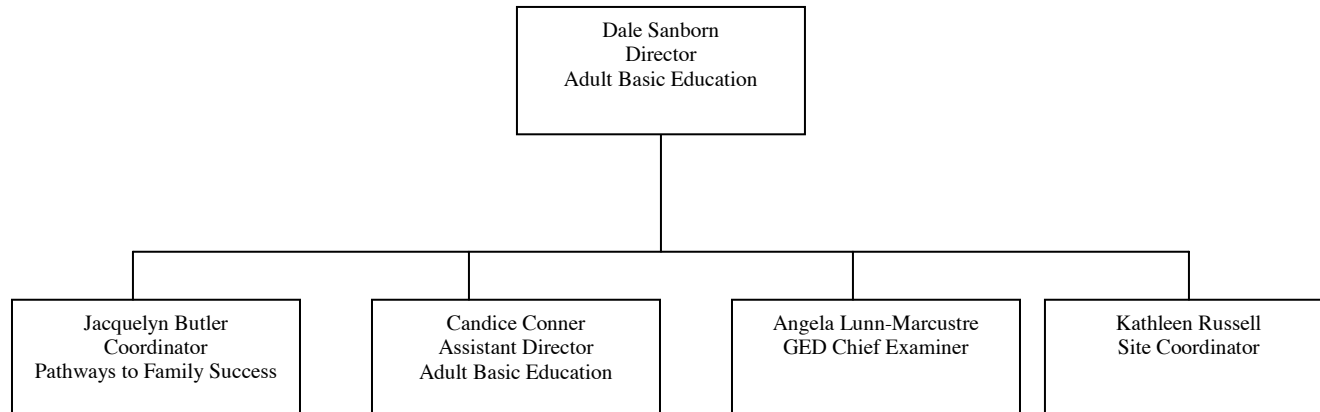 Dale Sanborn
Director
Adult Basic Education
Jacquelyn Butler
Coordinator
Pathways to Family Success
Candice Conner
Assistant Director
Adult Basic Education
Angela Lunn-Marcustre
GED Chief Examiner
Kathleen Russell
Site Coordinator